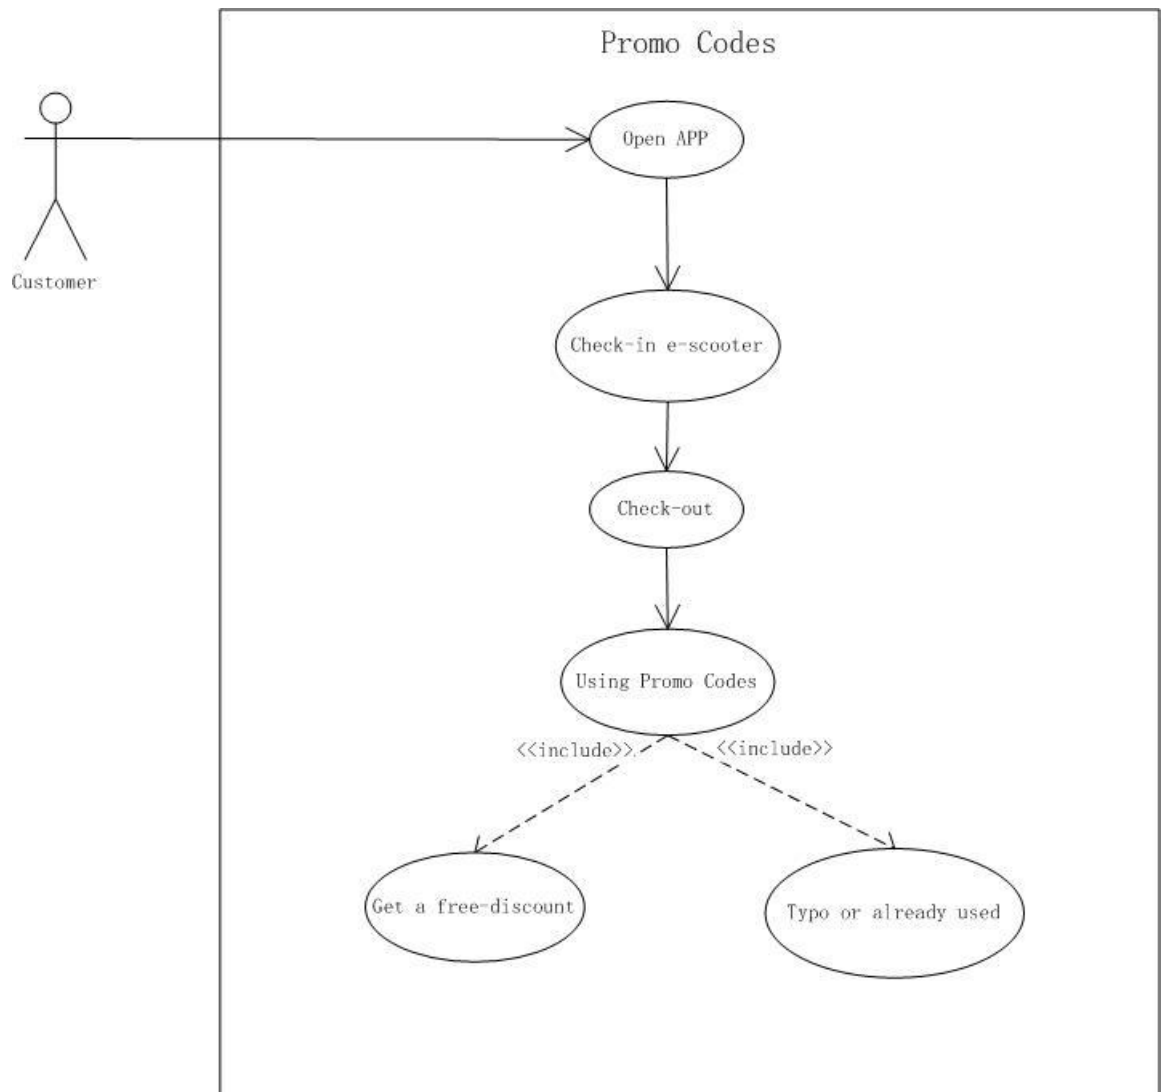 Promo Codes
Open APP
Customer
Check-in e-scooter
Check-out
Using Promo Codes
<<include>>
<<include>>
Get a free-discount
Typo or already used